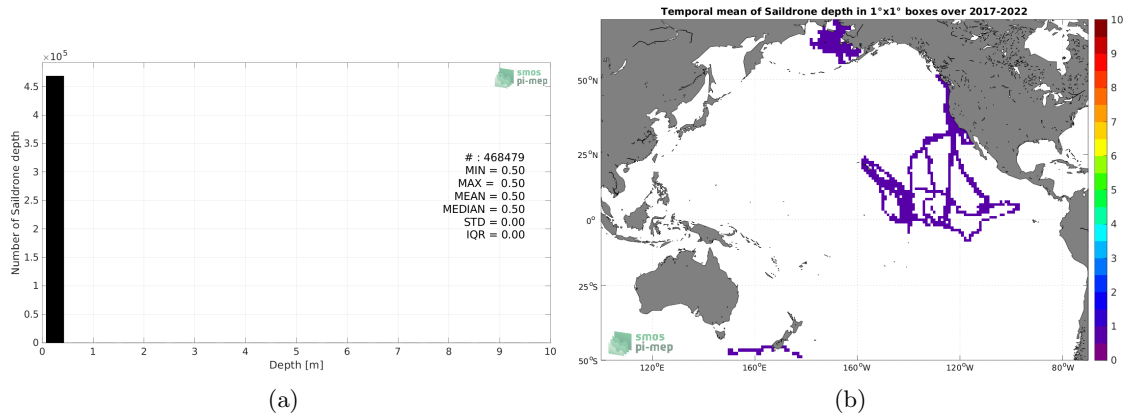 ×10⁵
4.5
4
3.5
3
2.5
2
1.5
1
0.5
0
Number of Saildrone depth
0 1 2 3 4 5 6 7 8 9 10
Depth [m]
smos
pi-mep
# : 468479
MIN = 0.50
MAX = 0.50
MEAN = 0.50
MEDIAN = 0.50
STD = 0.00
IQR = 0.00
(a)
Temporal mean of Saildrone depth in 1°x1° boxes over 2017-2022
50°N
25°N
0°
25°S
50°S
120°E 160°E 160°W 120°W 80°W
smos
pi-mep
10
9
8
7
6
5
4
3
2
1
0
(b)